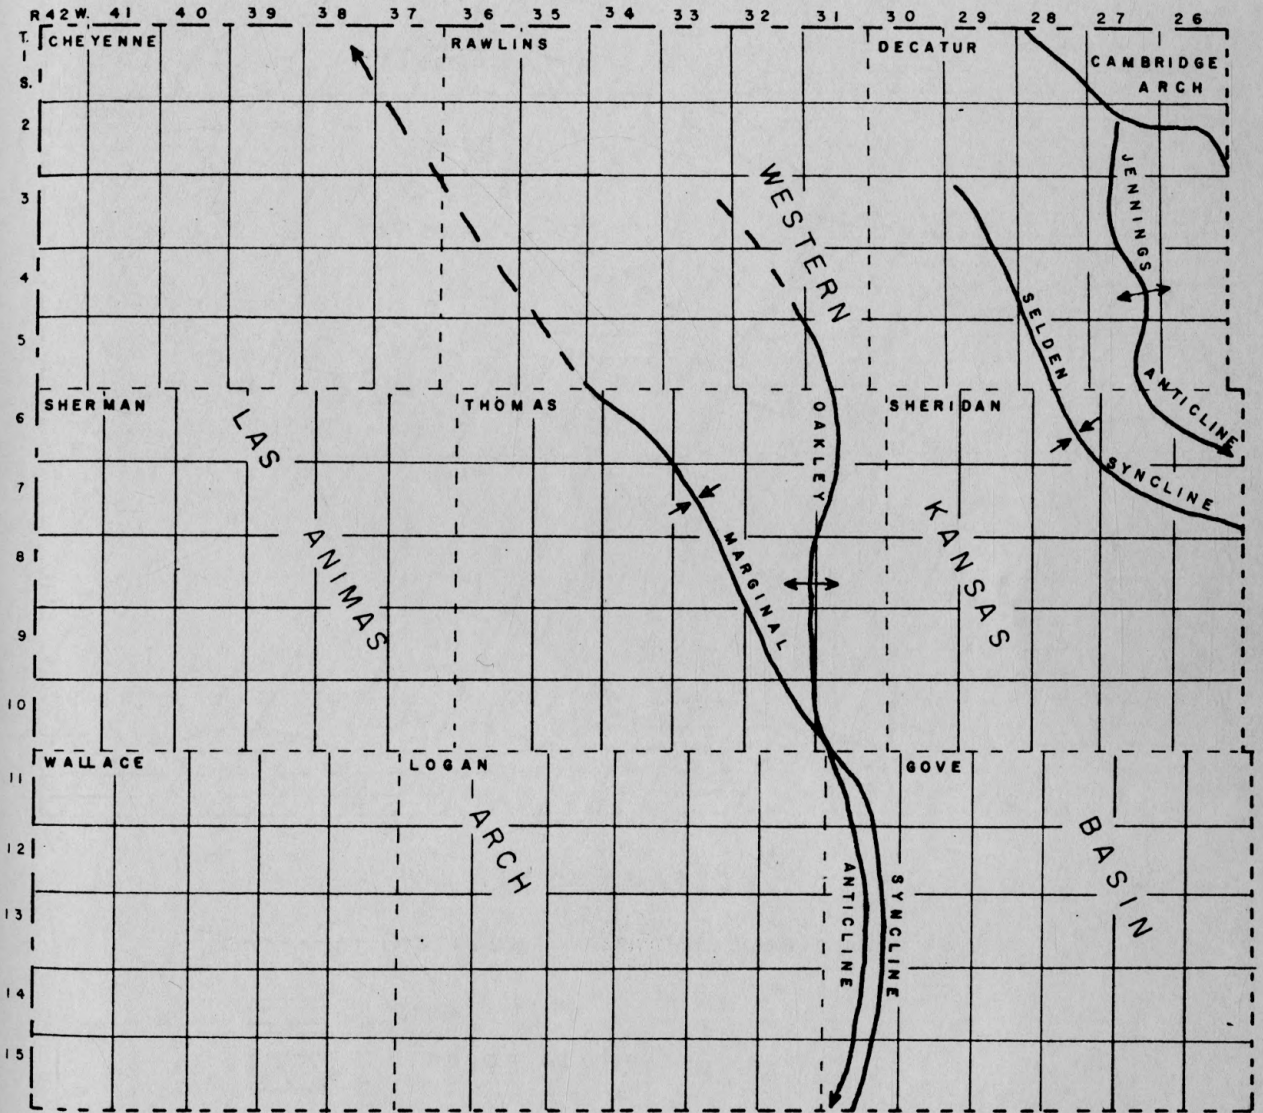 R42W. 41 40 39 38 37 36 35 34 33 32 31 30 29 28 27 26
T.
1
S.
2
3
4
5
6
7
8
9
10
11
12
13
14
15
CHEYENNE
RAWLINS
DECATUR
CAMBRIDGE
ARCH
JENNINGS
ANTICLINE
WESTERN
KANSAS
BASIN
SELDEN
SYNCLINE
SHERMAN
THOMAS
SHERIDAN
LAS
ANIMAS
ARCH
OAKLEY
ANTICLINE
MARGINAL
SYNCLINE
WALLACE
LOGAN
GOVE